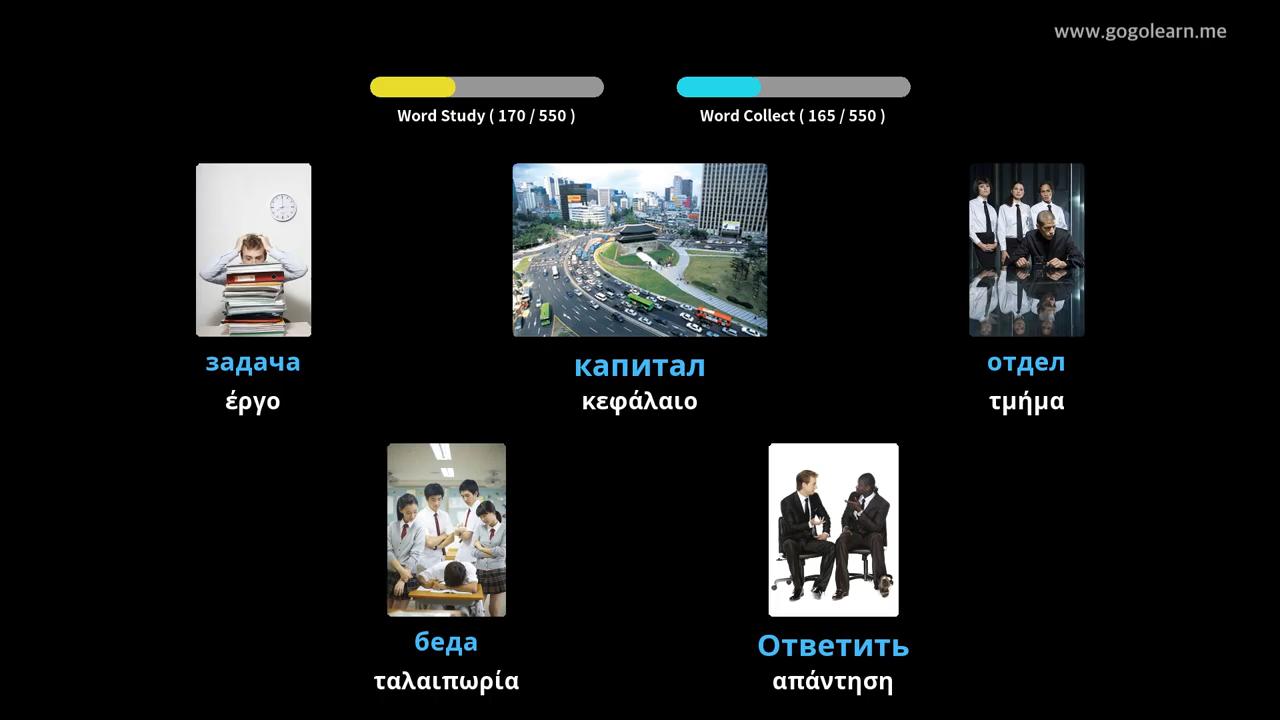 www.gogolearn.me
Word Study ( 170 / 550 )
Word Collect ( 165 / 550 )
задача
έργο
капитал
κεφάλαιο
отдел
τμήμα
беда
ταλαιπωρία
Ответить
απάντηση